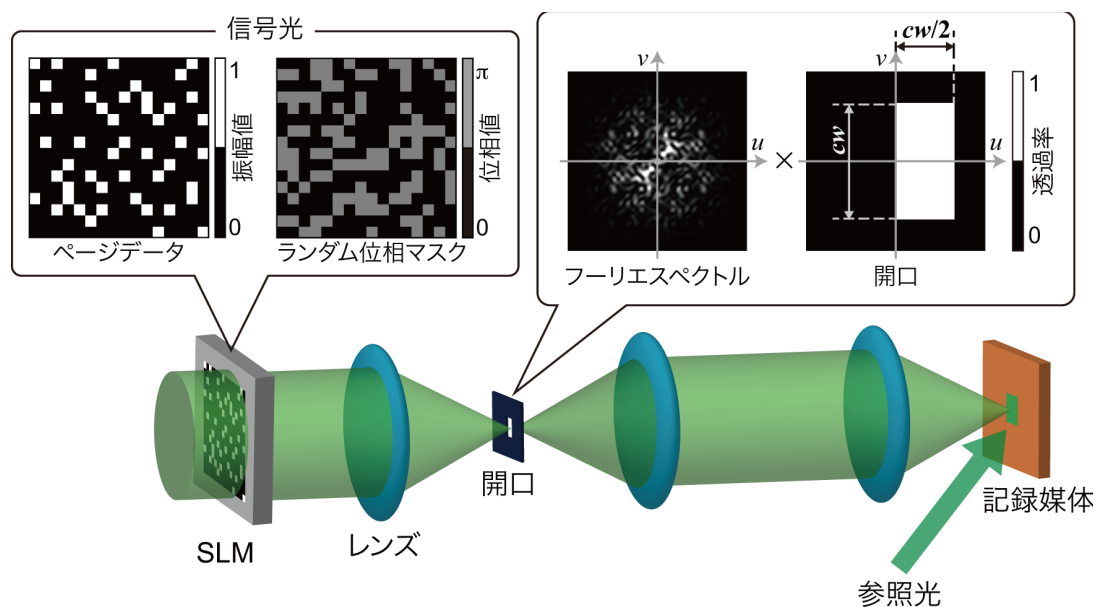 信号光
1
振幅値
0
ページデータ
π
位相値
0
ランダム位相マスク
v
u
フーリエスペクトル
×
cw/2
v
cw
u
1
透過率
0
開口
SLM
レンズ
開口
記録媒体
参照光